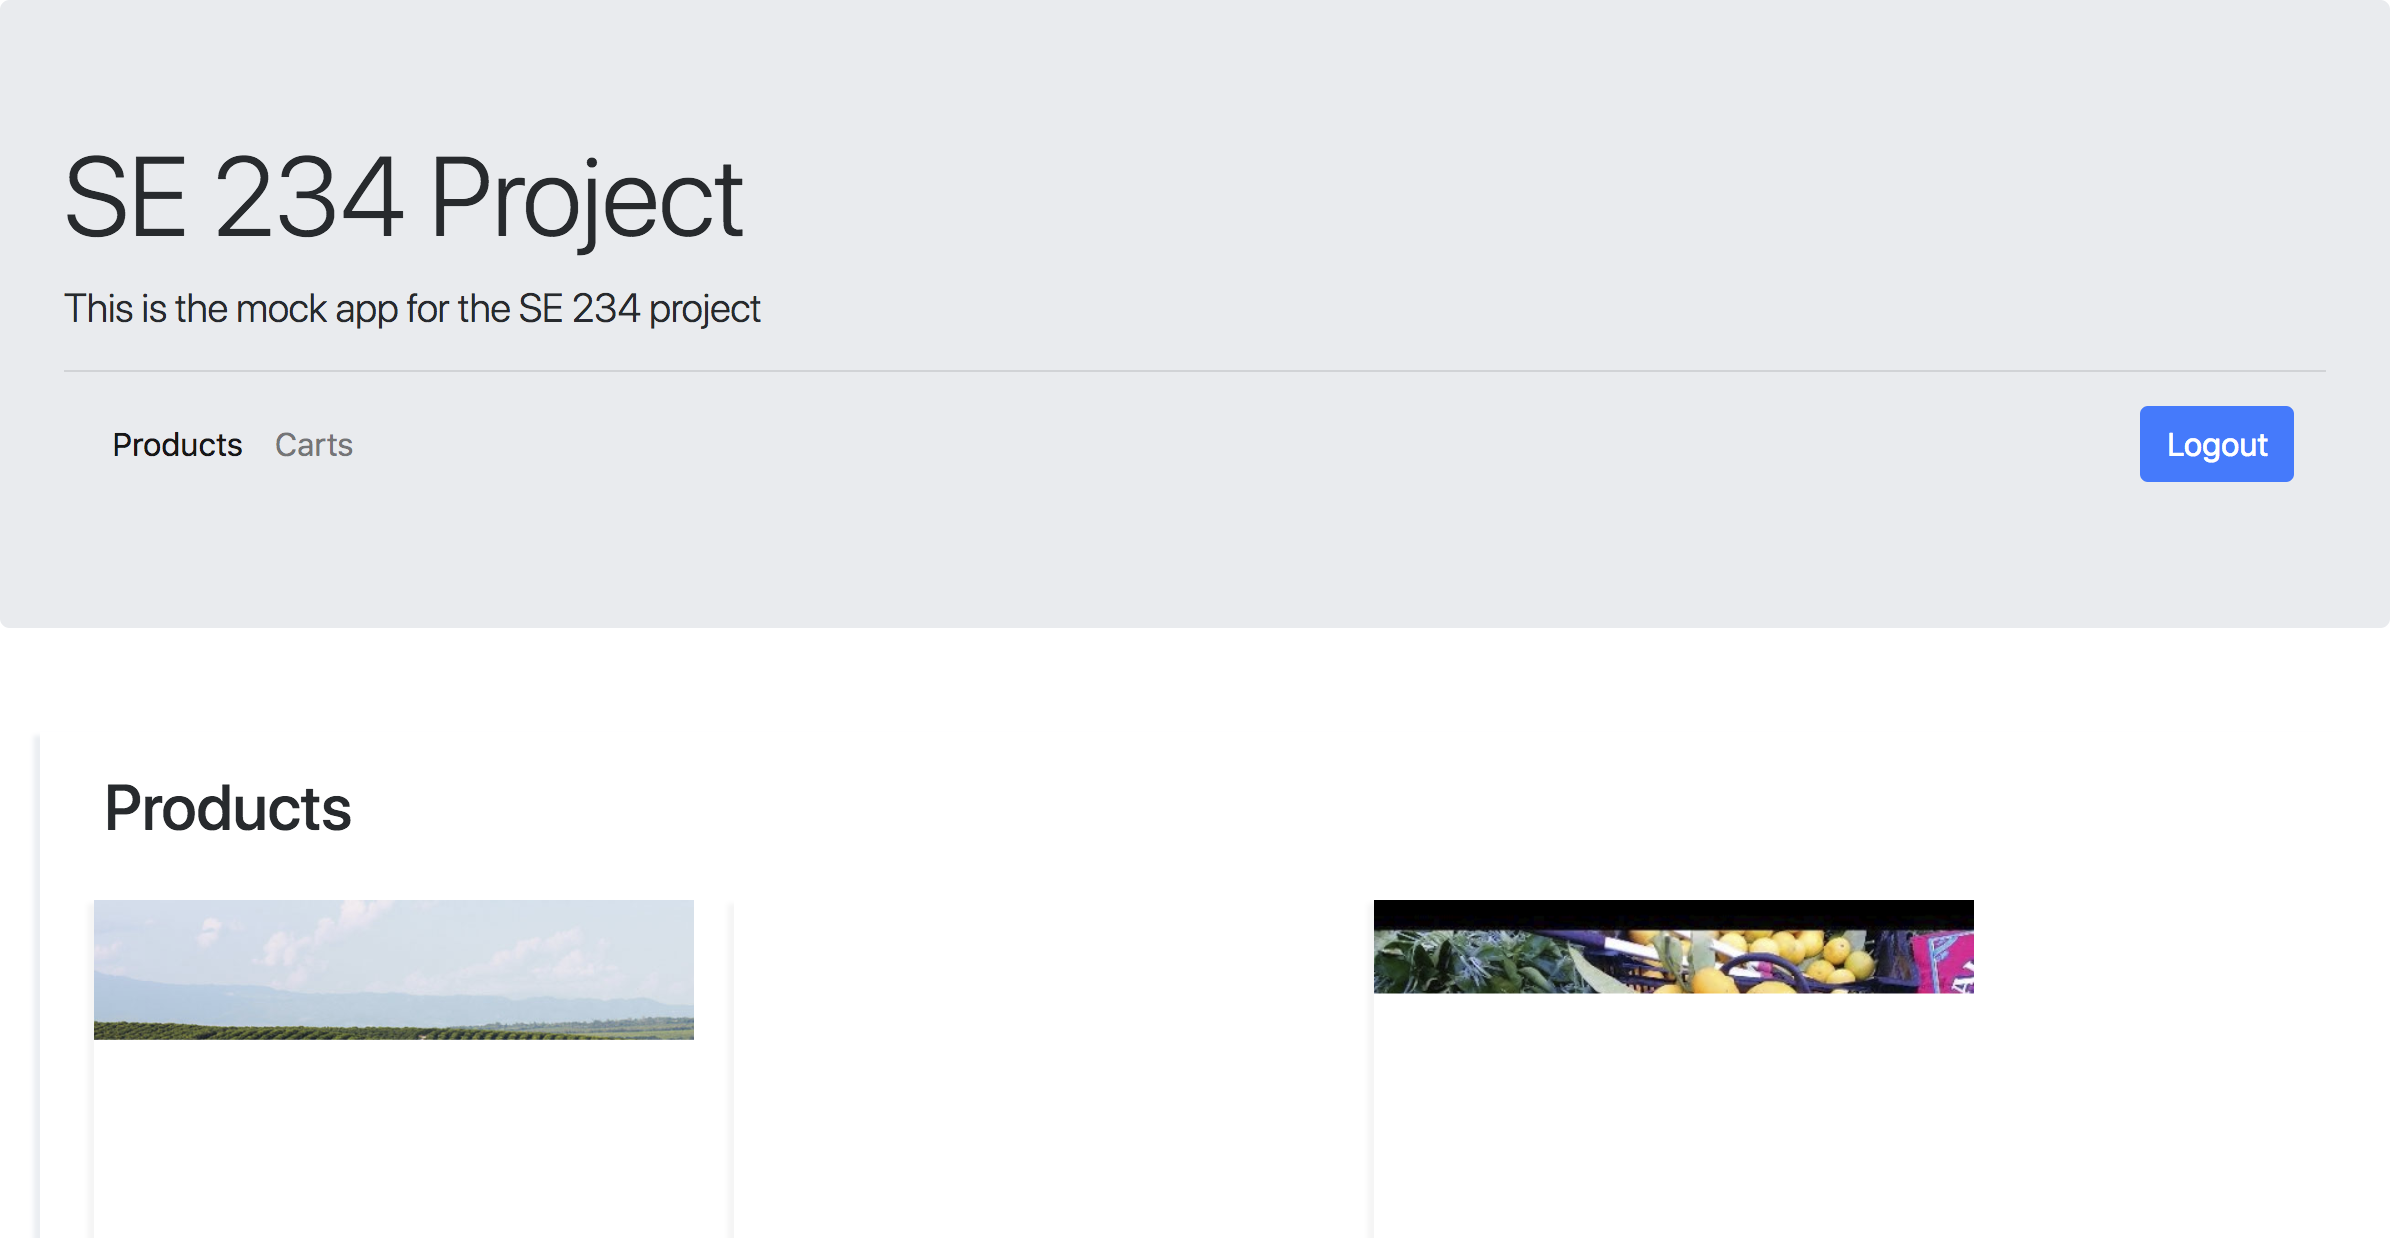 SE 234 Project
This is the mock app for the SE 234 project
Products Carts Logout
Products